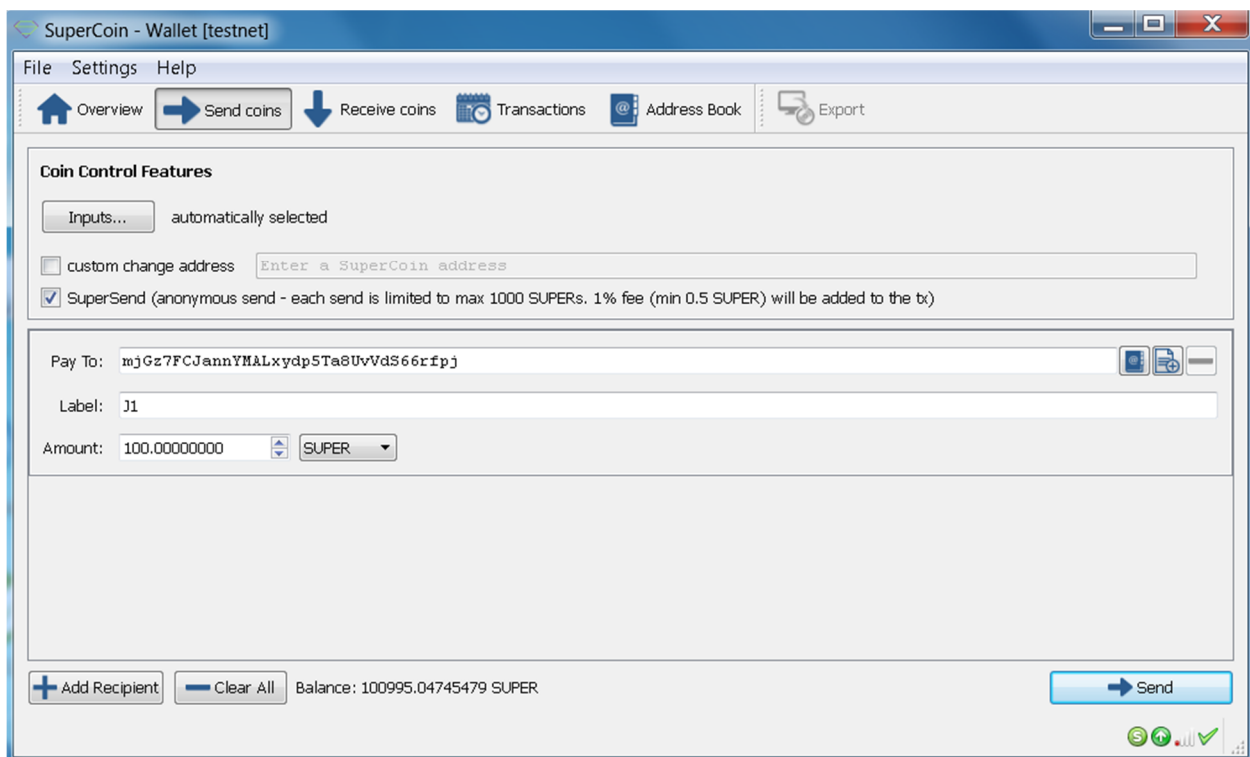 SuperCoin - Wallet [testnet]
File Settings Help
Overview Send coins Receive coins Transactions Address Book Export
Coin Control Features
Inputs... automatically selected
custom change address Enter a SuperCoin address
SuperSend (anonymous send - each send is limited to max 1000 SUPERs. 1% fee (min 0.5 SUPER) will be added to the tx)
Pay To: mjGz7FCJannYMALxydp5Ta8UvVdS66rfpj
Label: J1
Amount: 100.00000000 SUPER
Add Recipient Clear All Balance: 100995.04745479 SUPER Send